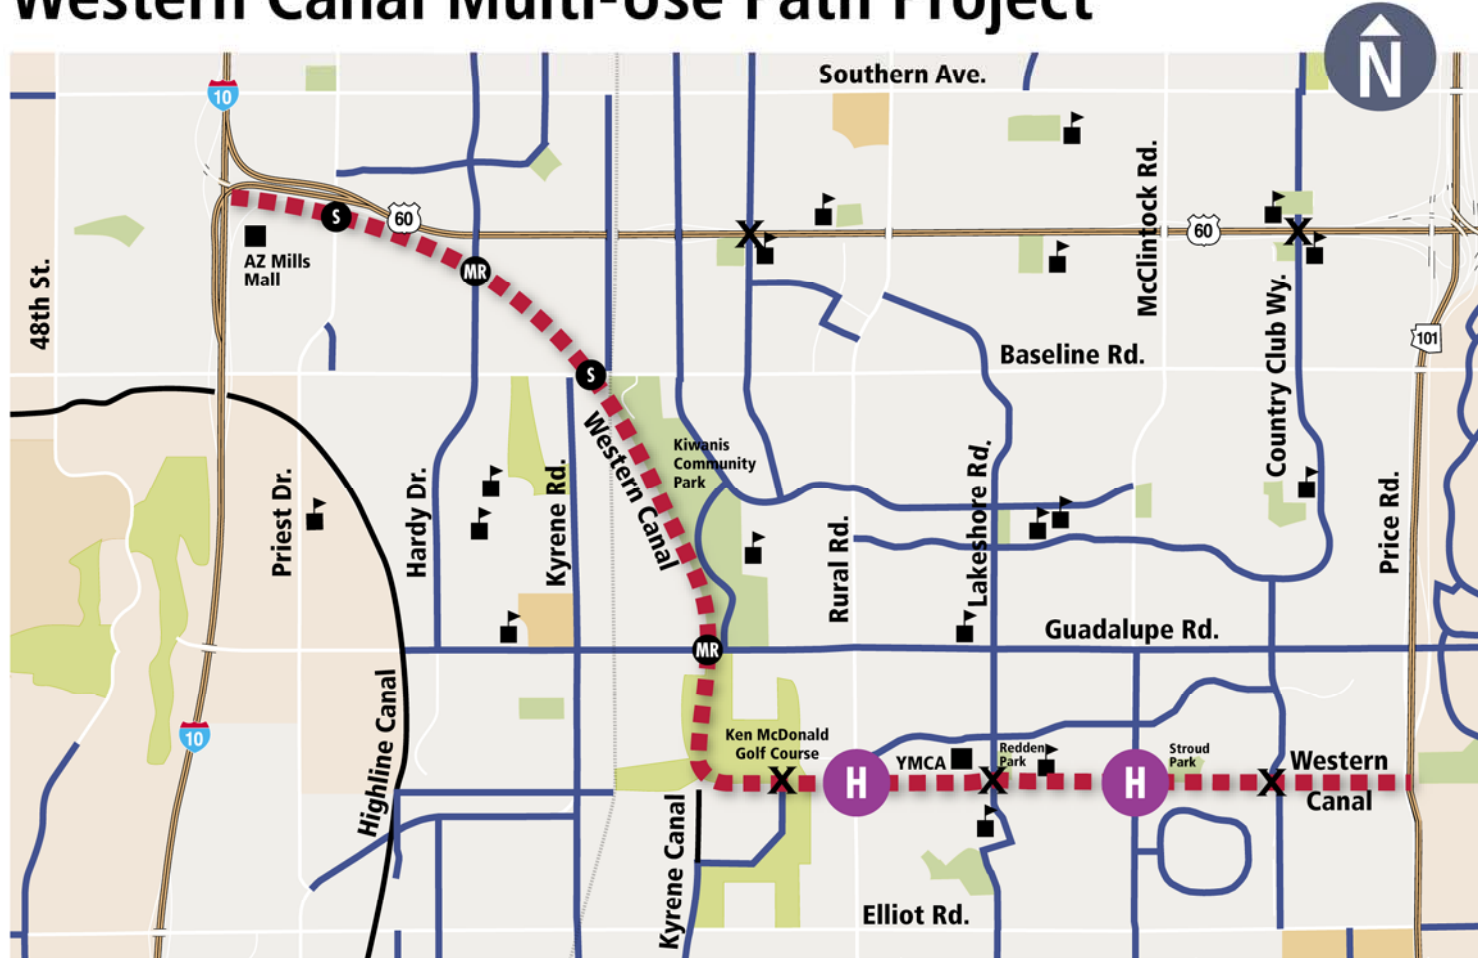 Western Canal Multi-Use Path Project
N
Southern Ave.
10
60
60
AZ Mills
Mall
S
MR
S
48th St.
McClintock Rd.
Country Club Wy.
101
Baseline Rd.
Kiwanis
Community
Park
Western Canal
Priest Dr.
Hardy Dr.
Kyrene Rd.
Rural Rd.
Lakeshore Rd.
Price Rd.
Guadalupe Rd.
MR
Highline Canal
10
Ken McDonald
Golf Course
X
X
X
X
X
H
YMCA
Redden
Park
H
Stroud
Park
Western
Canal
Kyrene Canal
Elliot Rd.